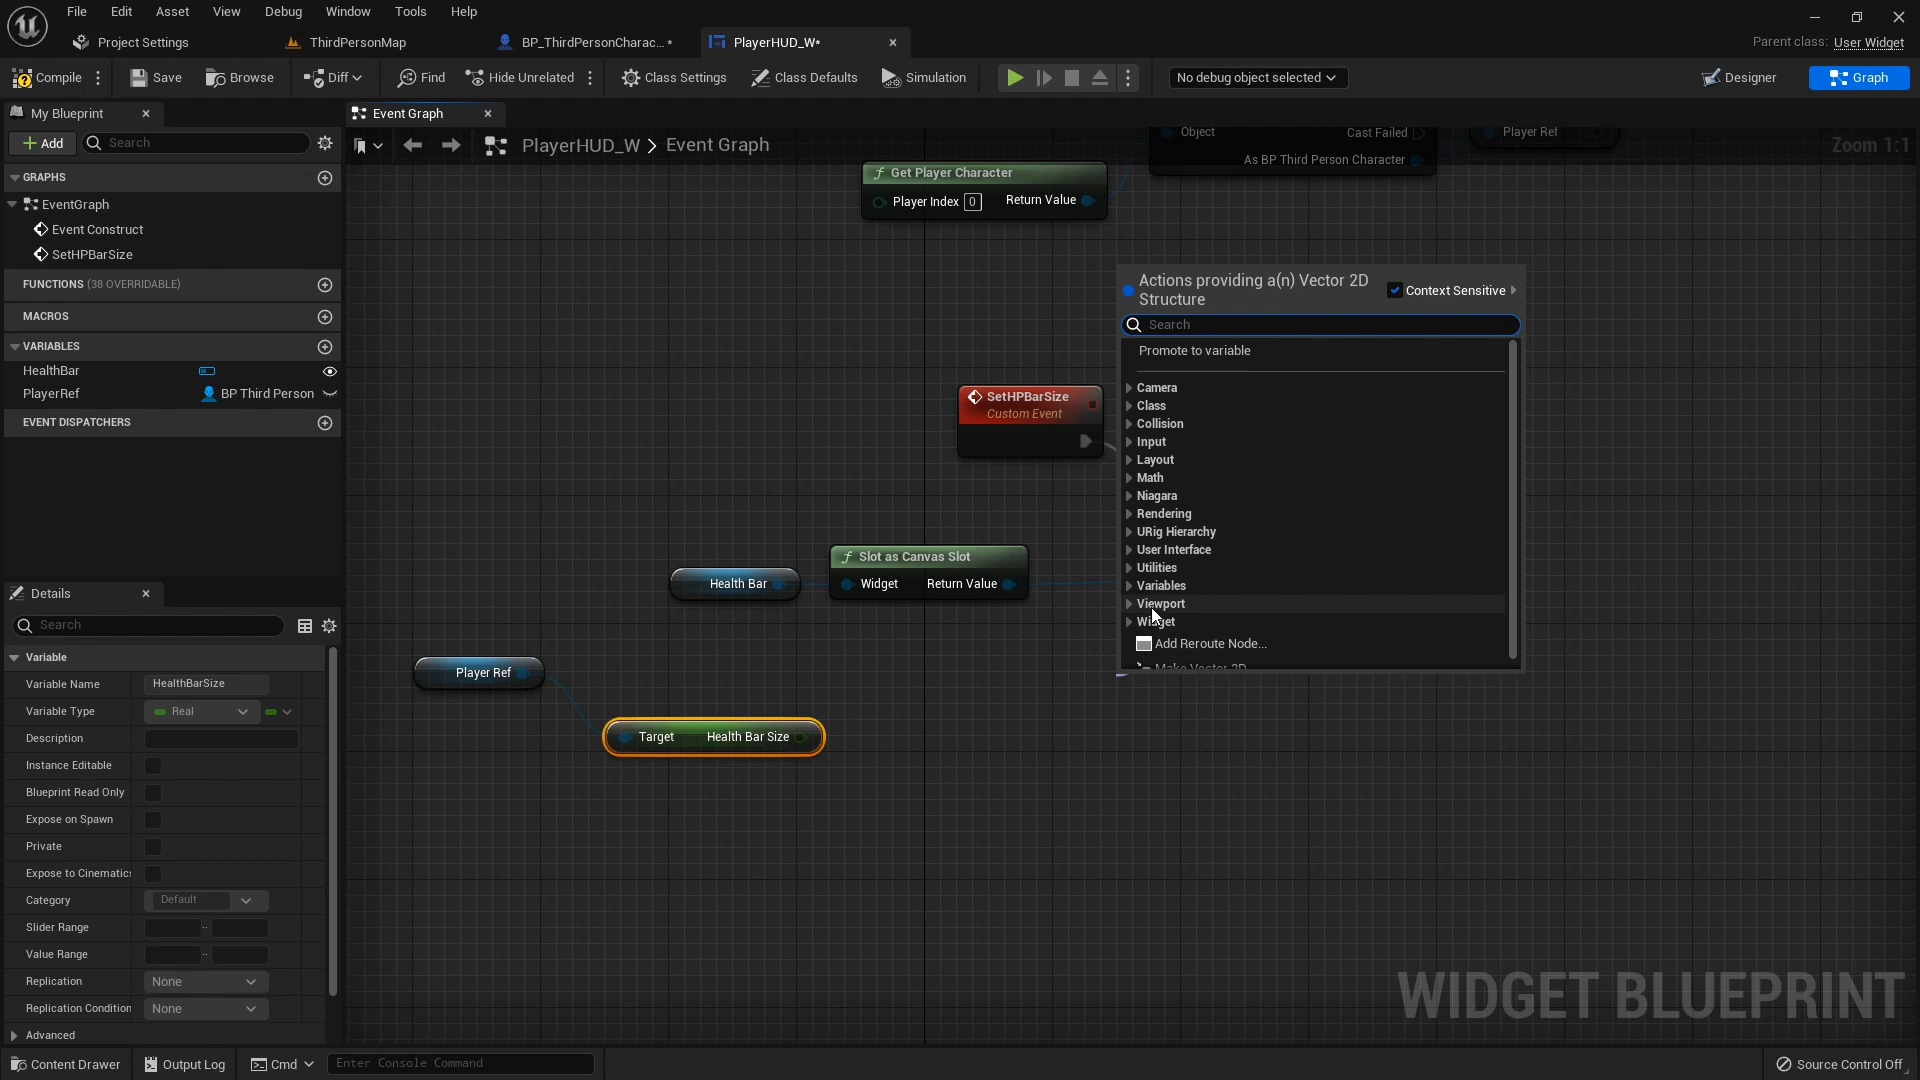 File Edit Asset View Debug Window Tools Help
Project Settings ThirdPersonMap BP_ThirdPersonCharac...* PlayerHUD_W*
Parent class: User Widget
Compile Save Browse Diff Find Hide Unrelated Class Settings Class Defaults Simulation No debug object selected Designer Graph
My Blueprint
Event Graph
Add Search
PlayerHUD_W > Event Graph
Zoom 1:1
GRAPHS
EventGraph
Event Construct
SetHPBarSize
FUNCTIONS (38 OVERRIDABLE)
MACROS
VARIABLES
HealthBar
PlayerRef BP Third Person
EVENT DISPATCHERS
Object Cast Failed
As BP Third Person Character
Player Ref
Get Player Character
Player Index 0 Return Value
SetHPBarSize
Custom Event
Health Bar
Slot as Canvas Slot
Widget Return Value
Player Ref
Target Health Bar Size
Actions providing a(n) Vector 2D
Structure
Context Sensitive
Search
Promote to variable
Camera
Class
Collision
Input
Layout
Math
Niagara
Rendering
URig Hierarchy
User Interface
Utilities
Variables
Viewport
Widget
Add Reroute Node...
Make Vector 2D
Details
Search
Variable
Variable Name HealthBarSize
Variable Type Real
Description
Instance Editable
Blueprint Read Only
Expose on Spawn
Private
Expose to Cinematics
Category Default
Slider Range ..
Value Range ..
Replication None
Replication Condition None
Advanced
WIDGET BLUEPRINT
Content Drawer Output Log Cmd Enter Console Command Source Control Off